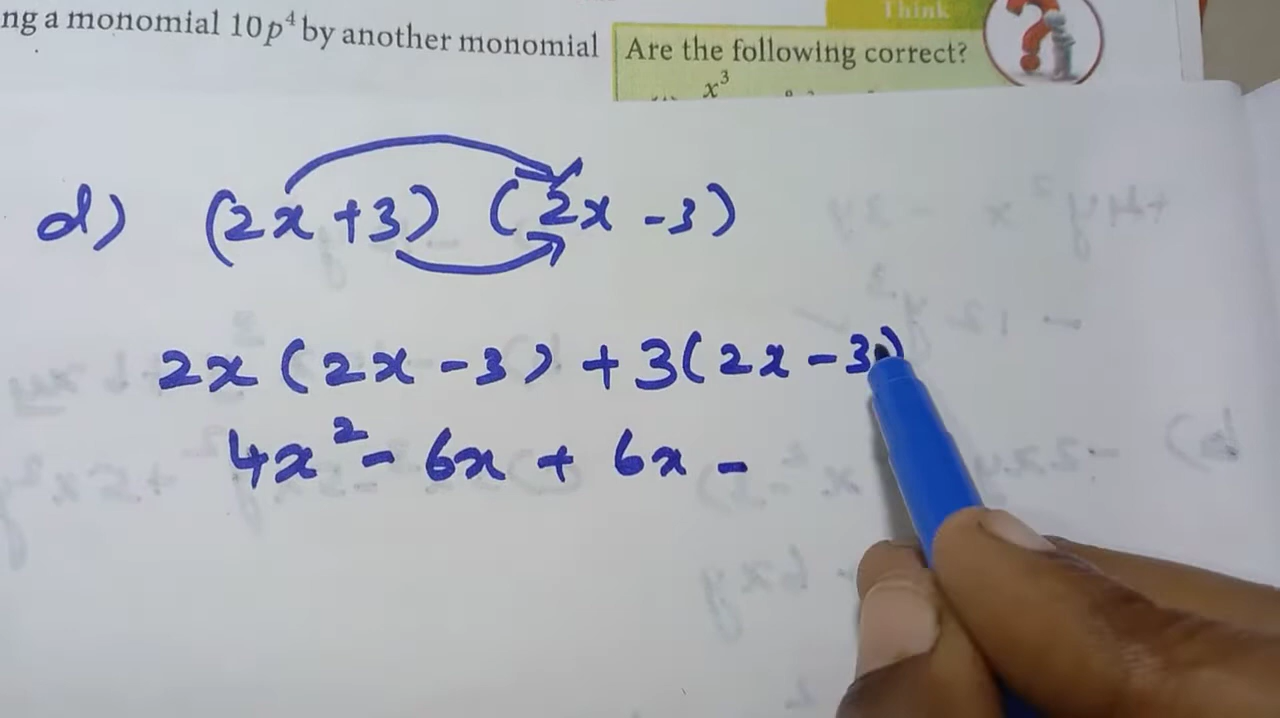 Think
ng a monomial 10p⁴ by another monomial
Are the following correct?
x³
d) (2x+3) (2x-3)
2x(2x-3)+3(2x-3)
4x²-6x+6x-